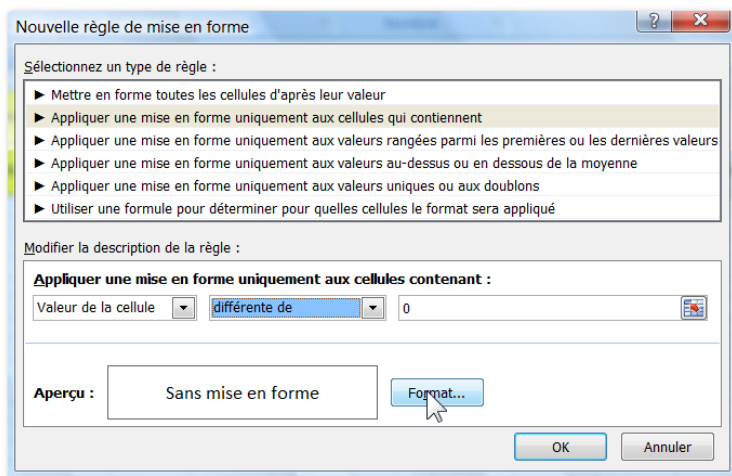 Nouvelle règle de mise en forme
Sélectionnez un type de règle :
► Mettre en forme toutes les cellules d'après leur valeur
► Appliquer une mise en forme uniquement aux cellules qui contiennent
► Appliquer une mise en forme uniquement aux valeurs rangées parmi les premières ou les dernières valeurs
► Appliquer une mise en forme uniquement aux valeurs au-dessus ou en dessous de la moyenne
► Appliquer une mise en forme uniquement aux valeurs uniques ou aux doublons
► Utiliser une formule pour déterminer pour quelles cellules le format sera appliqué
Modifier la description de la règle :
Appliquer une mise en forme uniquement aux cellules contenant :
Valeur de la cellule différente de 0
Aperçu : Sans mise en forme Format...
OK Annuler